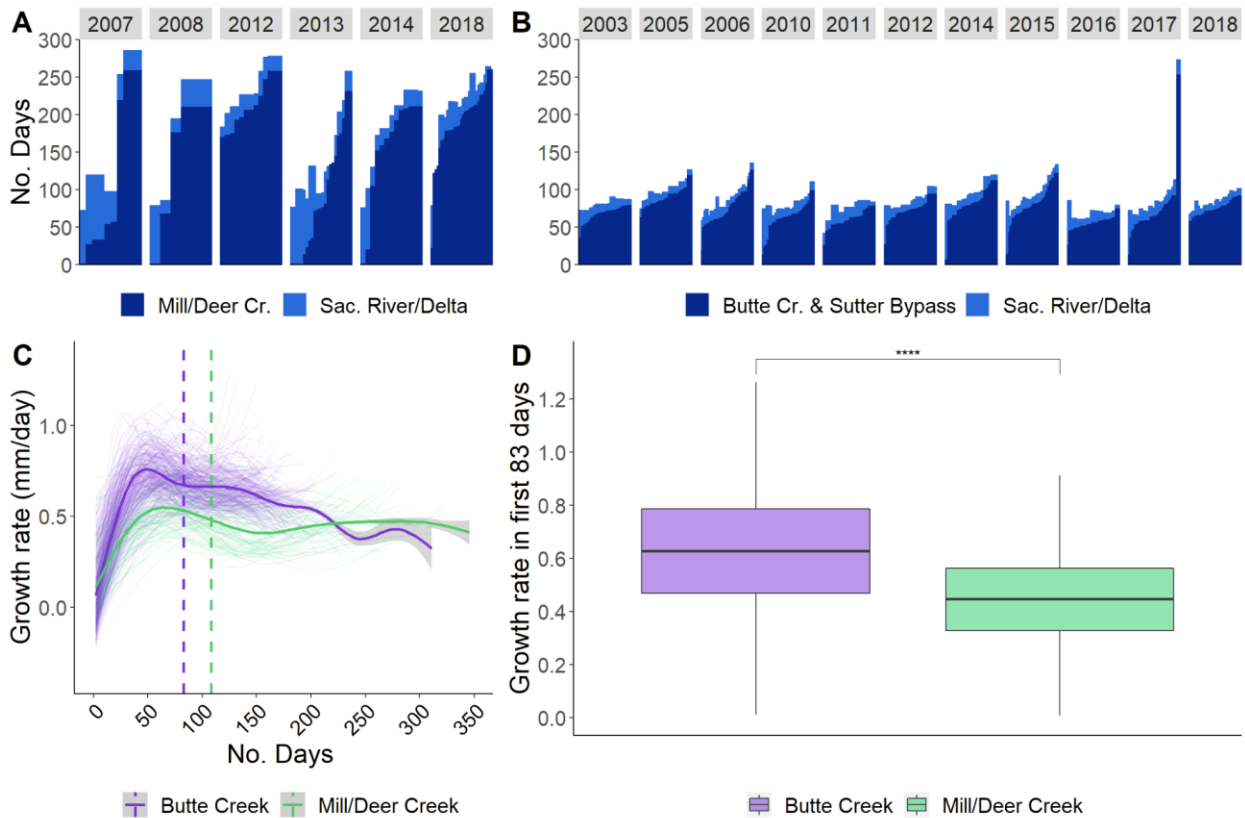 A
2007 2008 2012 2013 2014 2018
300
250
200
150
100
50
0
No. Days
Mill/Deer Cr. Sac. River/Delta
B
2003 2005 2006 2010 2011 2012 2014 2015 2016 2017 2018
300
250
200
150
100
50
0
Butte Cr. & Sutter Bypass Sac. River/Delta
C
Growth rate (mm/day)
1.0
0.5
0.0
0 50 100 150 200 250 300 350
No. Days
Butte Creek Mill/Deer Creek
D
Growth rate in first 83 days
1.2
1.0
0.8
0.6
0.4
0.2
0.0
****
Butte Creek Mill/Deer Creek